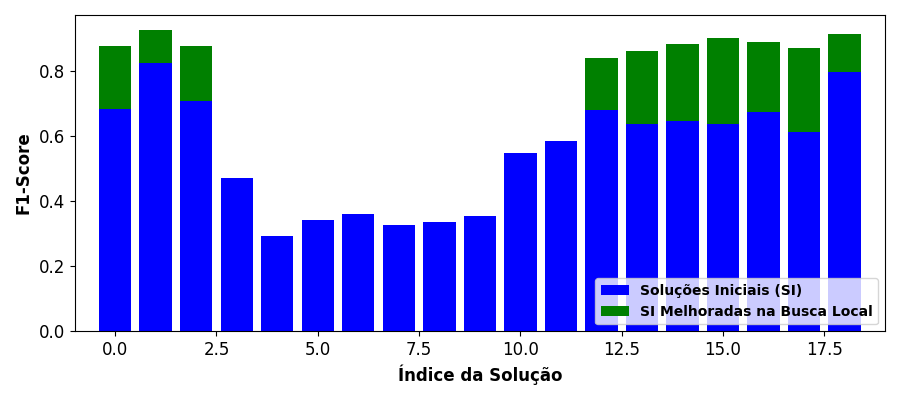 F1-Score
0.8
0.6
0.4
0.2
0.0
Soluções Iniciais (SI)
SI Melhoradas na Busca Local
0.0 2.5 5.0 7.5 10.0 12.5 15.0 17.5
Índice da Solução